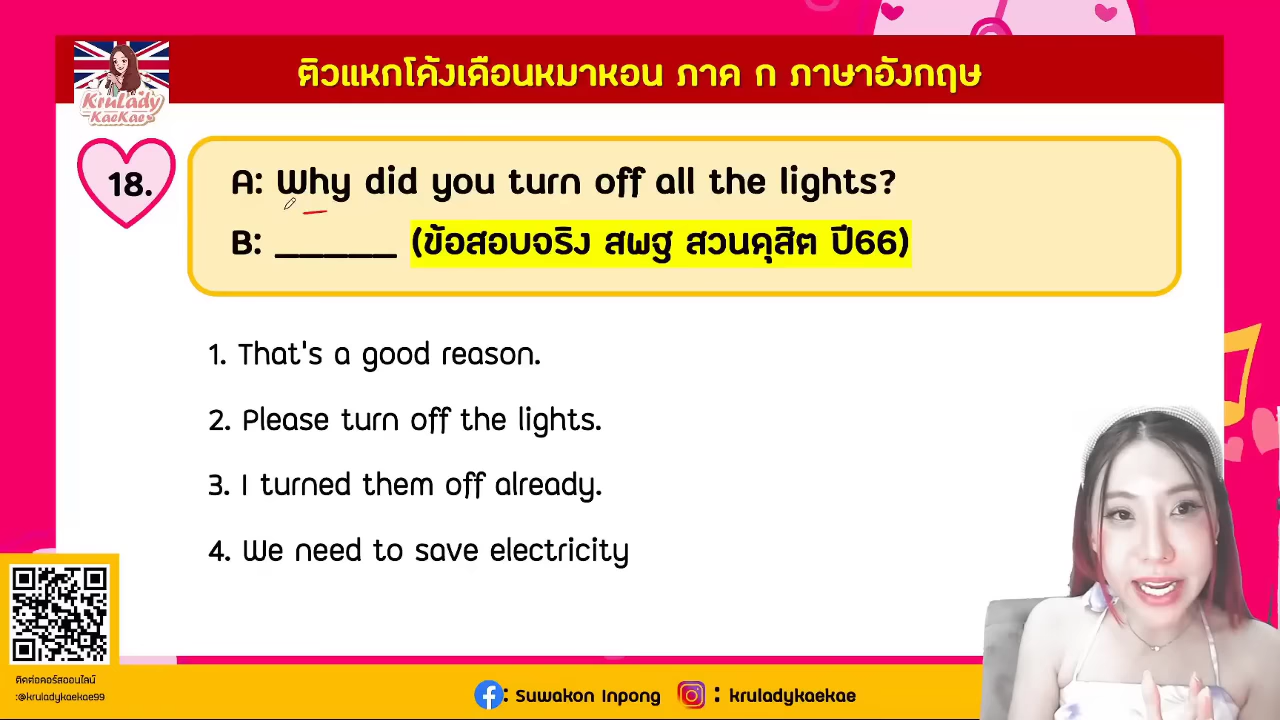 ติวแหกโค้งเดือนหมาหอน ภาค ก ภาษาอังกฤษ
KruLady
KaeKae
18.
A: Why did you turn off all the lights?
B: _____ (ข้อสอบจริง สพฐ สวนดุสิต ปี66)
1. That's a good reason.
2. Please turn off the lights.
3. I turned them off already.
4. We need to save electricity
ติดต่อคอร์สออนไลน์
:@kruladykaekae99
: Suwakon Inpong
: kruladykaekae